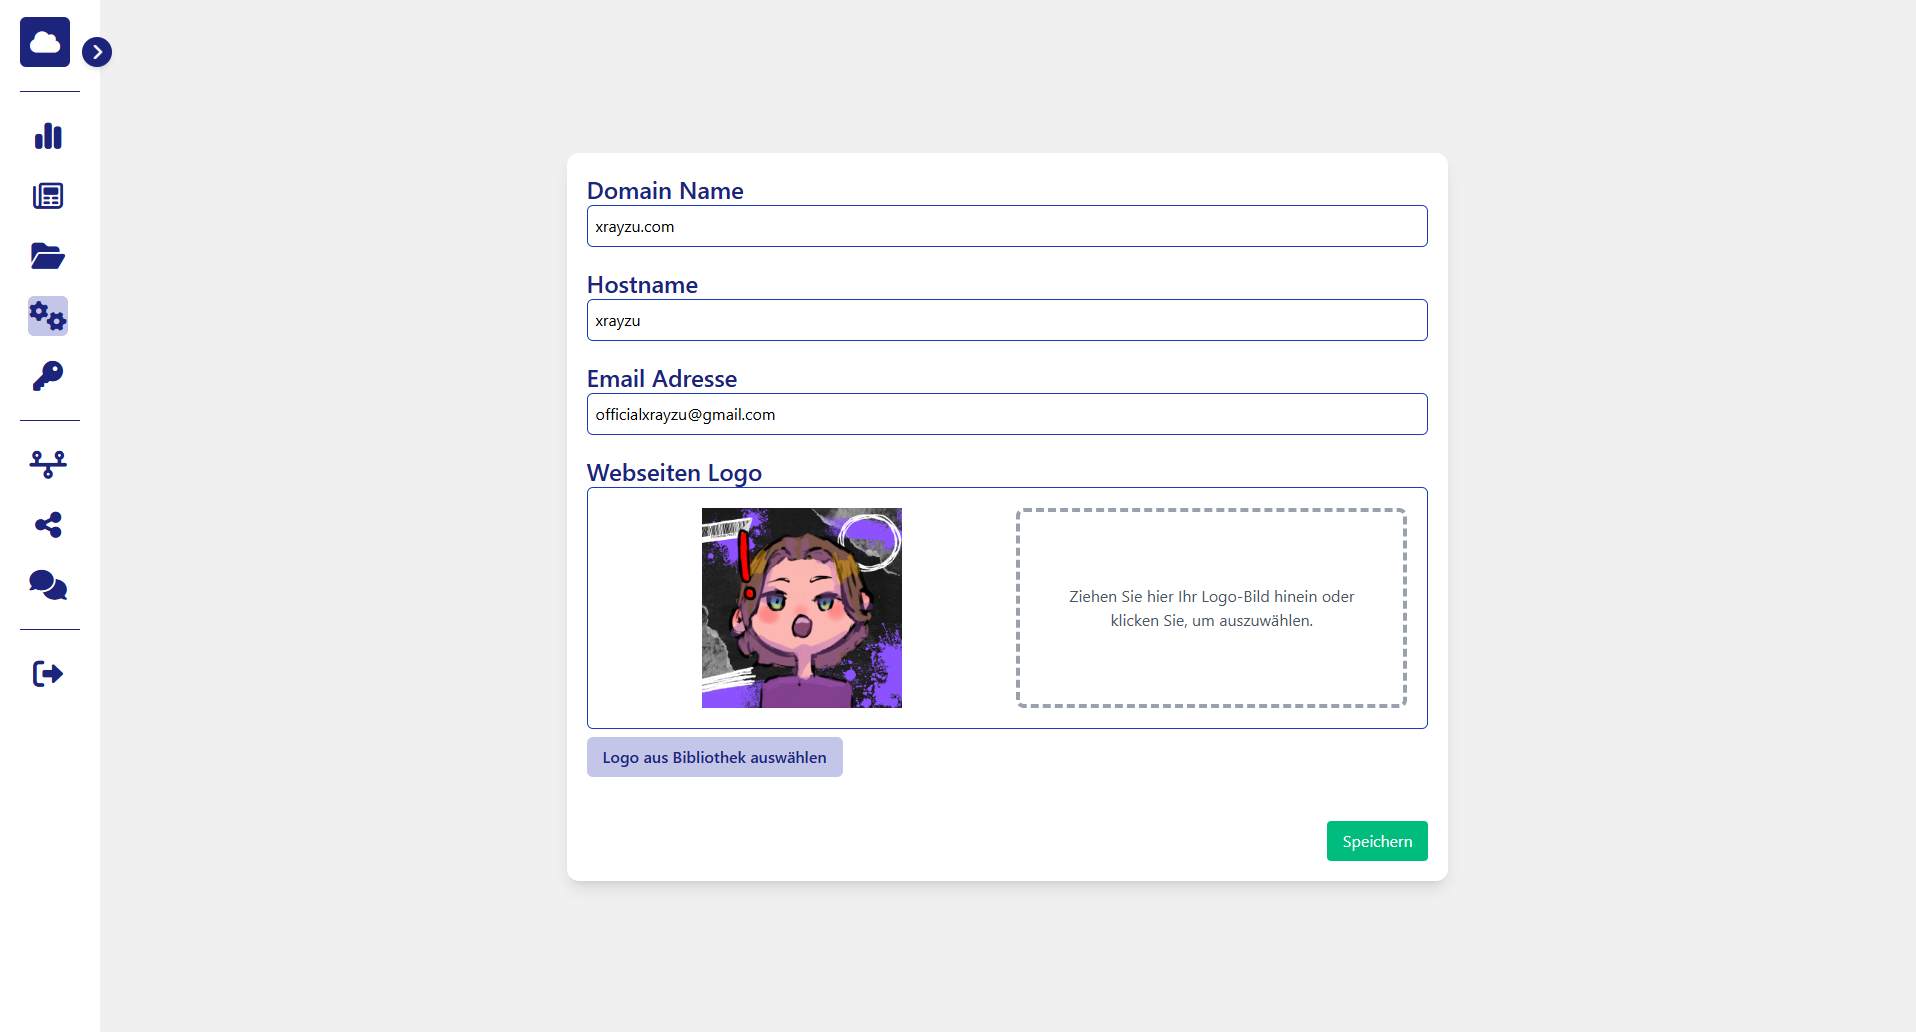 Domain Name
xrayzu.com
Hostname
xrayzu
Email Adresse
officialxrayzu@gmail.com
Webseiten Logo
Ziehen Sie hier Ihr Logo-Bild hinein oder
klicken Sie, um auszuwählen.
Logo aus Bibliothek auswählen
Speichern